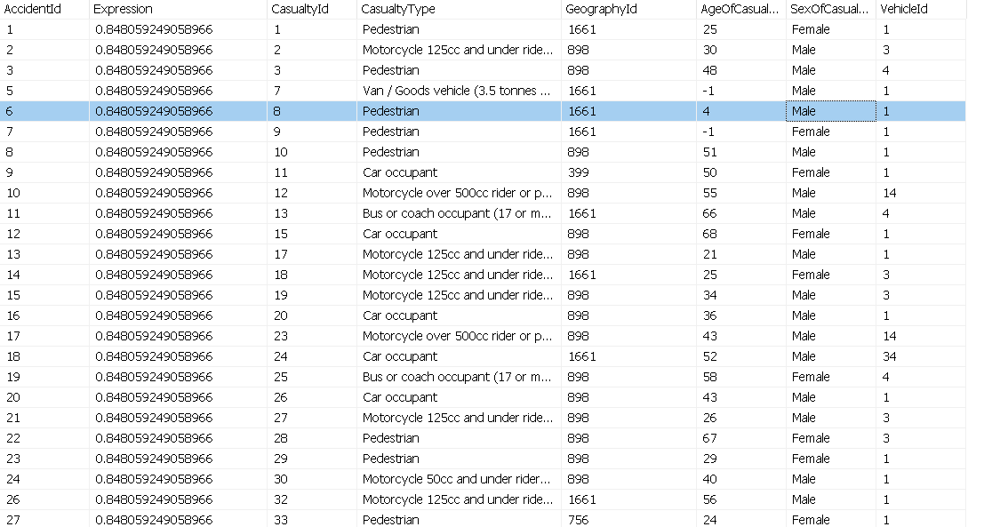 AccidentId Expression CasualtyId CasualtyType GeographyId AgeOfCasual... SexOfCasual... VehicleId
1 0.848059249058966 1 Pedestrian 1661 25 Female 1
2 0.848059249058966 2 Motorcycle 125cc and under ride... 898 30 Male 3
3 0.848059249058966 3 Pedestrian 898 48 Male 4
5 0.848059249058966 7 Van / Goods vehicle (3.5 tonnes ... 1661 -1 Male 1
6 0.848059249058966 8 Pedestrian 1661 4 Male 1
7 0.848059249058966 9 Pedestrian 1661 -1 Female 1
8 0.848059249058966 10 Pedestrian 898 51 Male 1
9 0.848059249058966 11 Car occupant 399 50 Female 1
10 0.848059249058966 12 Motorcycle over 500cc rider or p... 898 55 Male 14
11 0.848059249058966 13 Bus or coach occupant (17 or m... 1661 66 Male 4
12 0.848059249058966 15 Car occupant 898 68 Female 1
13 0.848059249058966 17 Motorcycle 125cc and under ride... 898 21 Male 1
14 0.848059249058966 18 Motorcycle 125cc and under ride... 1661 25 Female 3
15 0.848059249058966 19 Motorcycle 125cc and under ride... 898 34 Male 3
16 0.848059249058966 20 Car occupant 898 36 Male 1
17 0.848059249058966 23 Motorcycle over 500cc rider or p... 898 43 Male 14
18 0.848059249058966 24 Car occupant 1661 52 Male 34
19 0.848059249058966 25 Bus or coach occupant (17 or m... 898 58 Female 4
20 0.848059249058966 26 Car occupant 898 43 Male 1
21 0.848059249058966 27 Motorcycle 125cc and under ride... 898 26 Male 3
22 0.848059249058966 28 Pedestrian 898 67 Female 3
23 0.848059249058966 29 Pedestrian 898 29 Female 1
24 0.848059249058966 30 Motorcycle 50cc and under rider... 898 40 Male 1
26 0.848059249058966 32 Motorcycle 125cc and under ride... 1661 56 Male 1
27 0.848059249058966 33 Pedestrian 756 24 Female 1